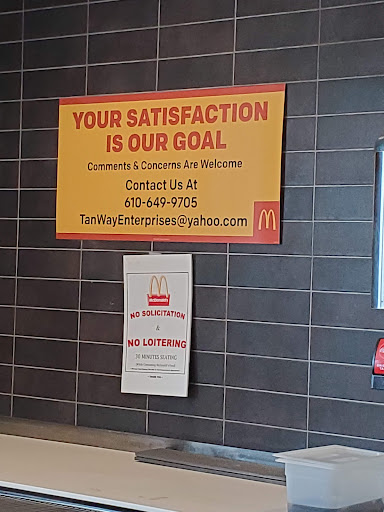 YOUR SATISFACTION
IS OUR GOAL
Comments & Concerns Are Welcome
Contact Us At
610-649-9705
TanWayEnterprises@yahoo.com
McDonald's
NO SOLICITATION
&
NO LOITERING
30 MINUTES SEATING